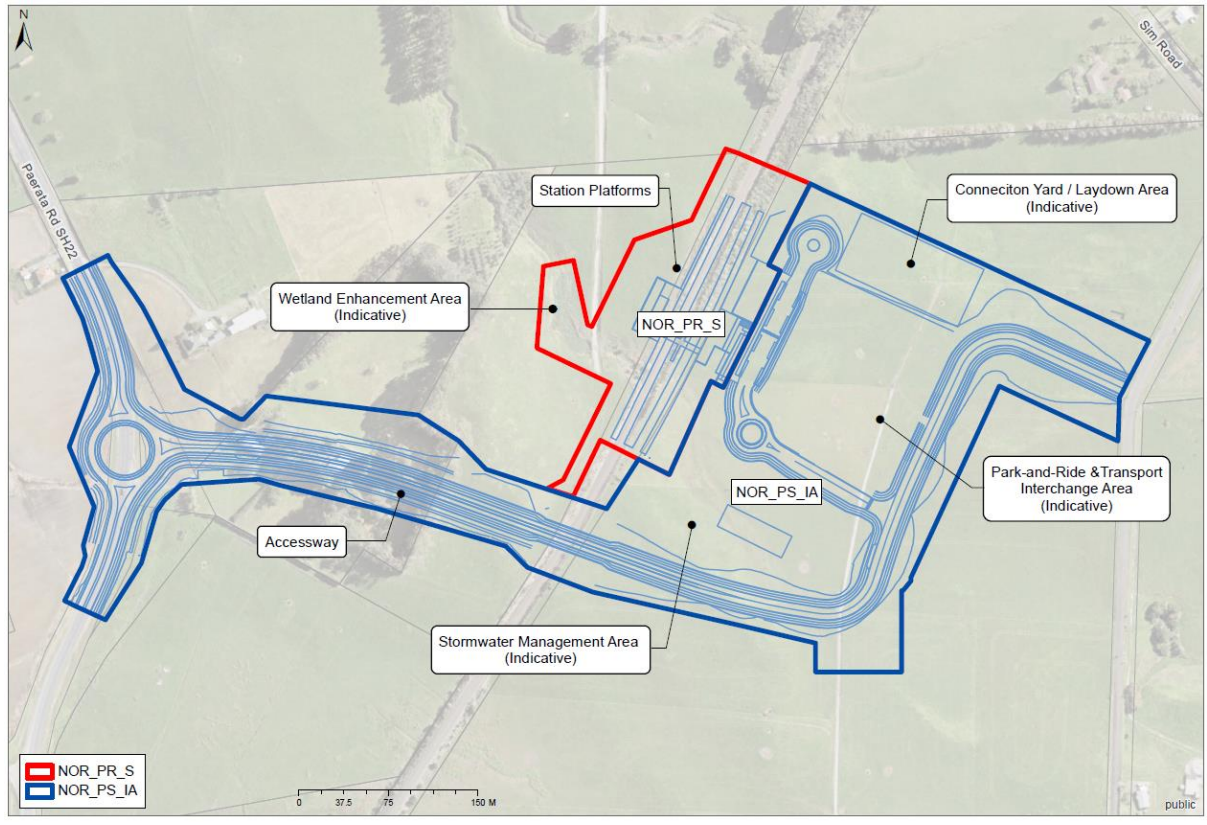 N
Sim Road
Paerata Rd SH22
Station Platforms
Conneciton Yard / Laydown Area
(Indicative)
Wetland Enhancement Area
(Indicative)
NOR_PR_S
Park-and-Ride &Transport
Interchange Area
(Indicative)
NOR_PS_IA
Accessway
Stormwater Management Area
(Indicative)
NOR_PR_S
NOR_PS_IA
0 37.5 75 150 M
public